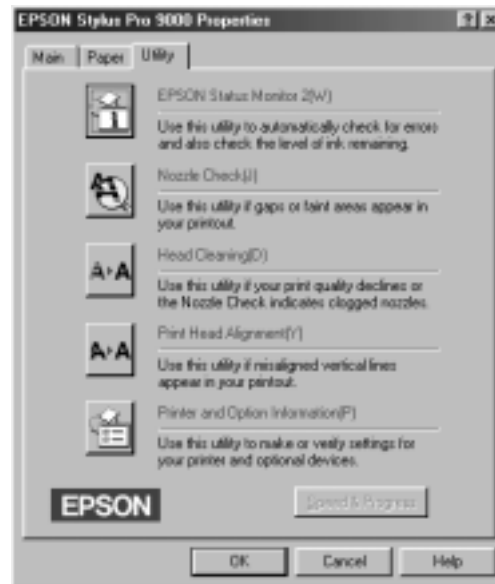 EPSON Stylus Pro 9000 Properties
Main Paper Utility
EPSON Status Monitor 2(W)
Use this utility to automatically check for errors
and also check the level of ink remaining.
Nozzle Check(J)
Use this utility if gaps or faint areas appear in
your printout.
Head Cleaning(D)
Use this utility if your print quality declines or
the Nozzle Check indicates clogged nozzles.
Print Head Alignment(Y)
Use this utility if misaligned vertical lines
appear in your printout.
Printer and Option Information(P)
Use this utility to make or verify settings for
your printer and optional devices.
EPSON
Speed & Progress
OK Cancel Help